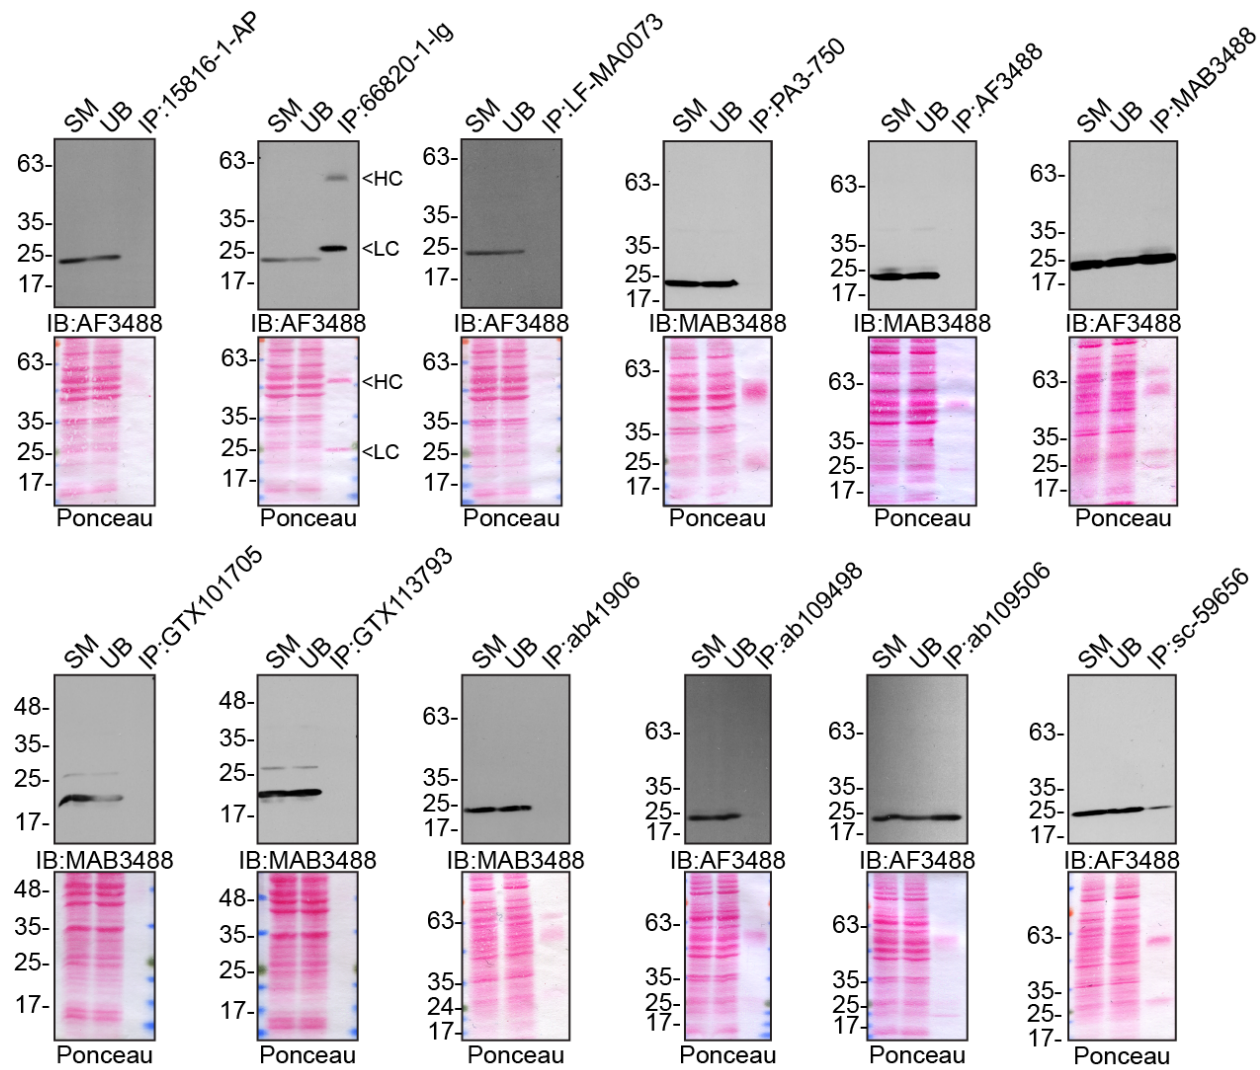 SM UB IP:15816-1-AP
63-
35-
25-
17-
IB:AF3488
63-
35-
25-
17-
Ponceau
SM UB IP:66820-1-Ig
63-
35-
25-
17-
<HC
<LC
IB:AF3488
63-
35-
25-
17-
<HC
<LC
Ponceau
SM UB IP:LF-MA0073
63-
35-
25-
17-
IB:AF3488
63-
35-
25-
17-
Ponceau
SM UB IP:PA3-750
63-
35-
25-
17-
IB:MAB3488
63-
35-
25-
17-
Ponceau
SM UB IP:AF3488
63-
35-
25-
17-
IB:MAB3488
63-
35-
25-
17-
Ponceau
SM UB IP:MAB3488
63-
35-
25-
17-
IB:AF3488
63-
35-
25-
17-
Ponceau
SM UB IP:GTX101705
48-
35-
25-
17-
IB:MAB3488
48-
35-
25-
17-
Ponceau
SM UB IP:GTX113793
48-
35-
25-
17-
IB:MAB3488
48-
35-
25-
17-
Ponceau
SM UB IP:ab41906
63-
35-
25-
17-
IB:MAB3488
63-
35-
24-
17-
Ponceau
SM UB IP:ab109498
63-
35-
25-
17-
IB:AF3488
63-
35-
25-
17-
Ponceau
SM UB IP:ab109506
63-
35-
25-
17-
IB:AF3488
63-
35-
25-
17-
Ponceau
SM UB IP:sc-59656
63-
35-
25-
17-
IB:AF3488
63-
35-
25-
17-
Ponceau